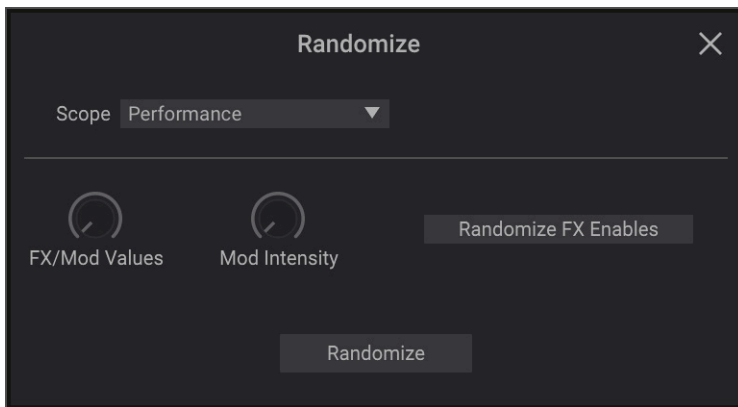 Randomize
Scope Performance
Randomize FX Enables
FX/Mod Values Mod Intensity
Randomize